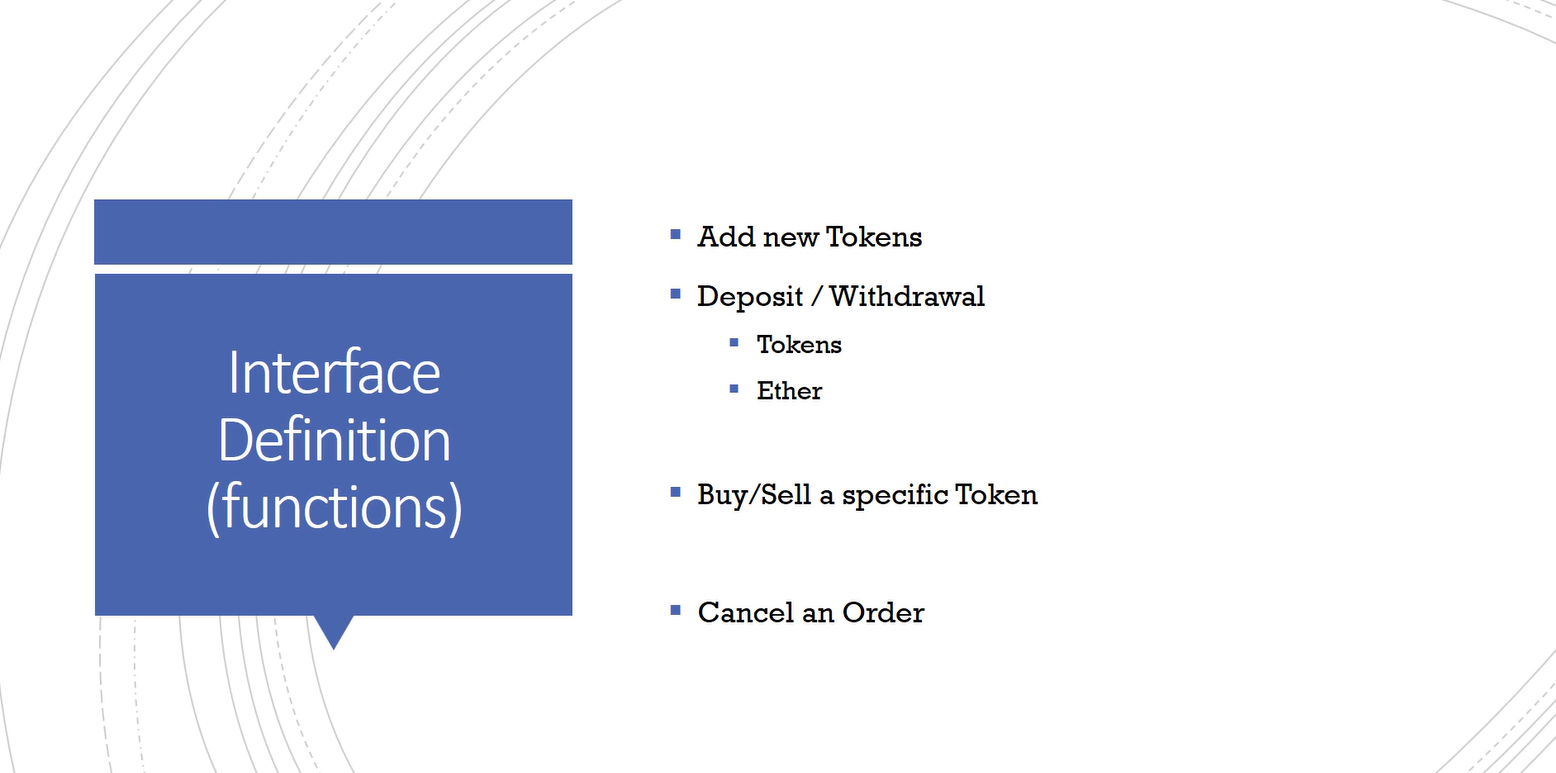 Interface
Definition
(functions)
Add new Tokens
Deposit / Withdrawal
Tokens
Ether
Buy/Sell a specific Token
Cancel an Order